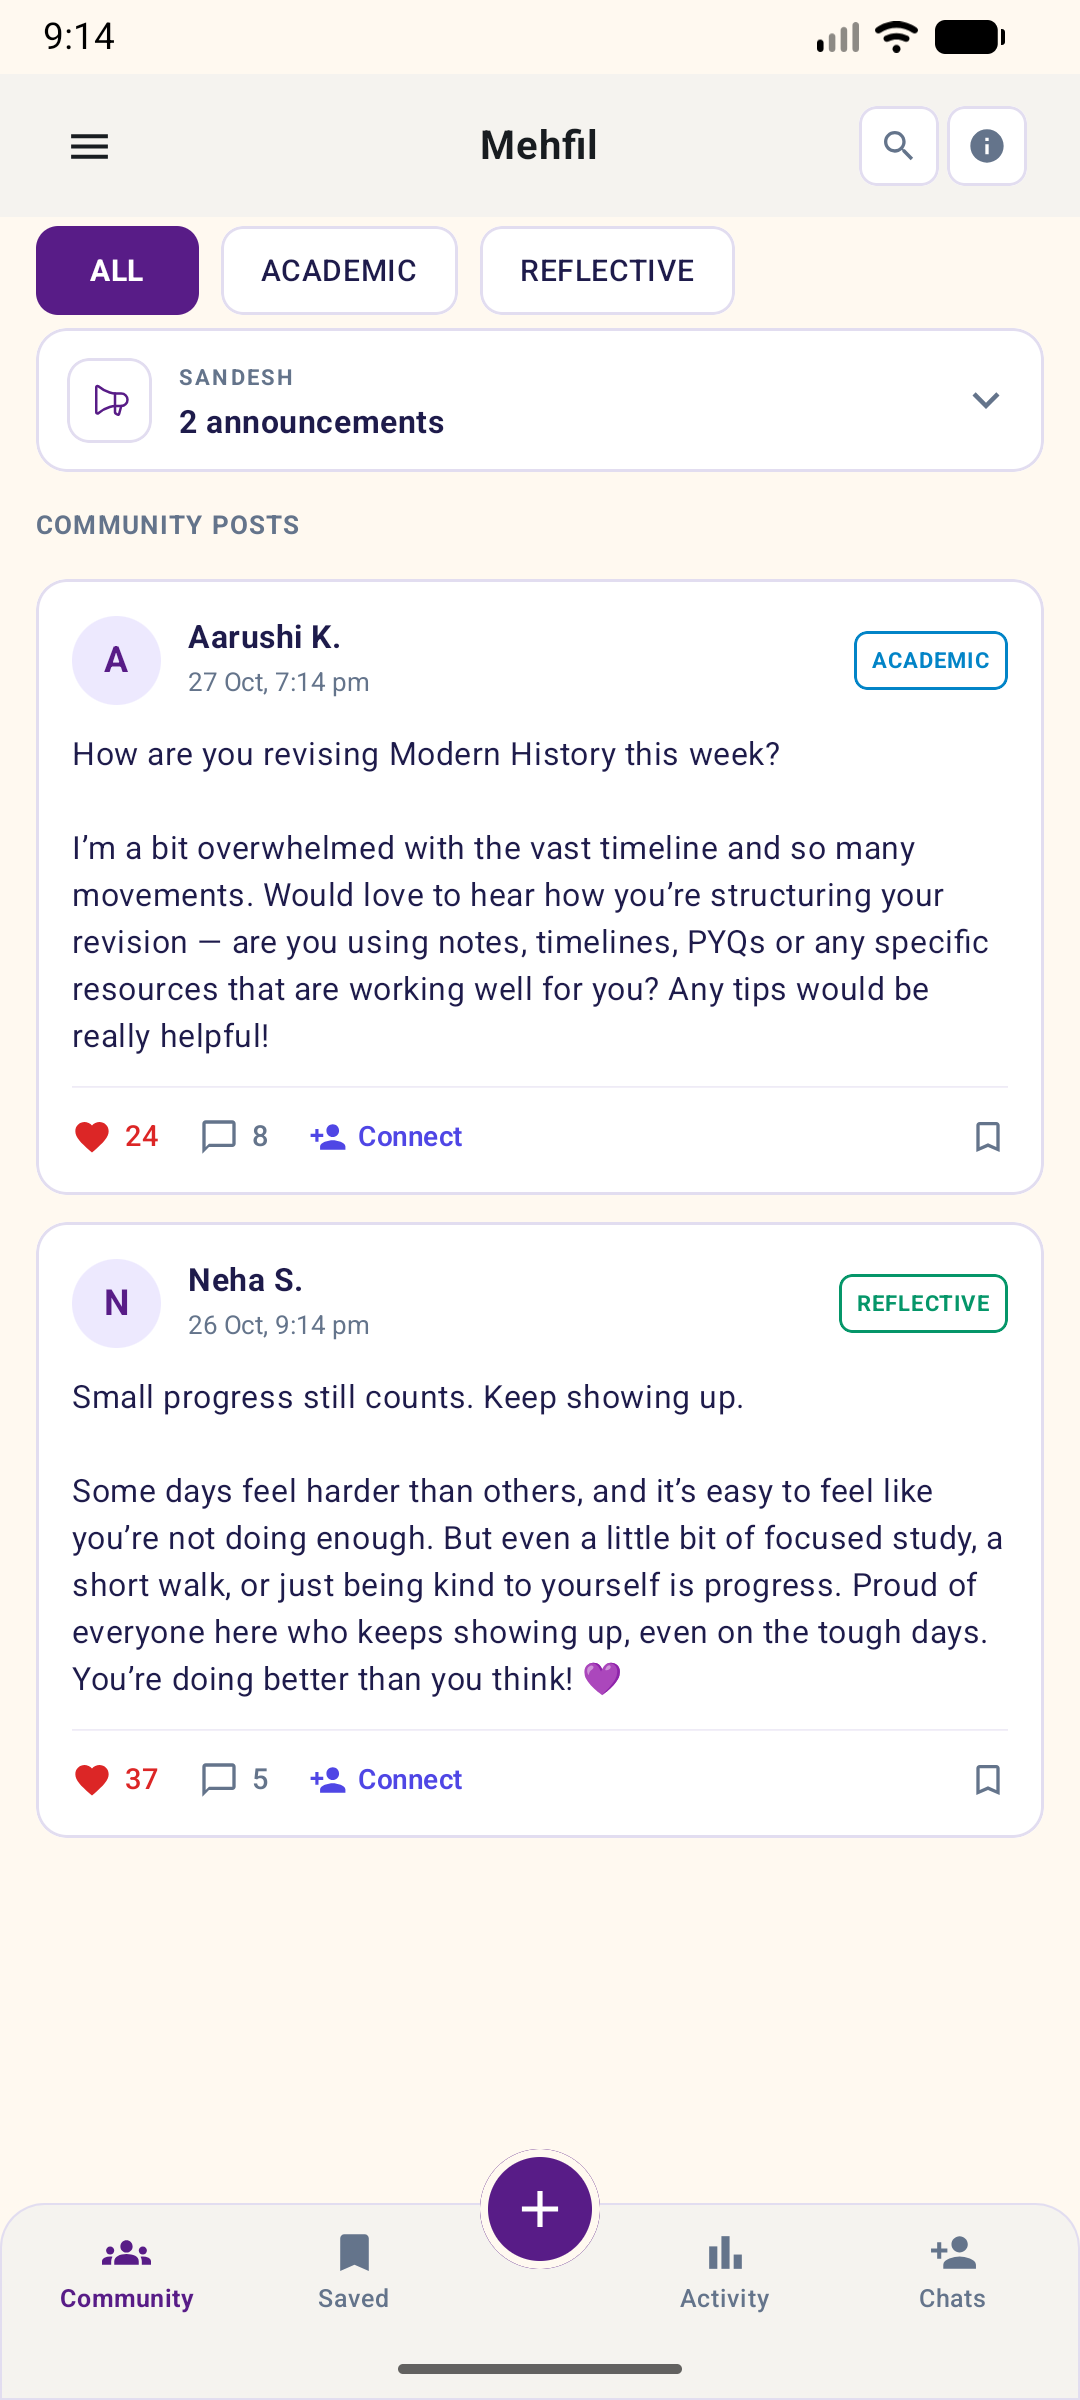 9:14
Mehfil
ALL
ACADEMIC
REFLECTIVE
SANDESH
2 announcements
COMMUNITY POSTS
A
Aarushi K.
27 Oct, 7:14 pm
ACADEMIC
How are you revising Modern History this week?
I’m a bit overwhelmed with the vast timeline and so many
movements. Would love to hear how you’re structuring your
revision — are you using notes, timelines, PYQs or any specific
resources that are working well for you? Any tips would be
really helpful!
24
8
Connect
N
Neha S.
26 Oct, 9:14 pm
REFLECTIVE
Small progress still counts. Keep showing up.
Some days feel harder than others, and it’s easy to feel like
you’re not doing enough. But even a little bit of focused study, a
short walk, or just being kind to yourself is progress. Proud of
everyone here who keeps showing up, even on the tough days.
You’re doing better than you think! 💜
37
5
Connect
Community
Saved
Activity
Chats